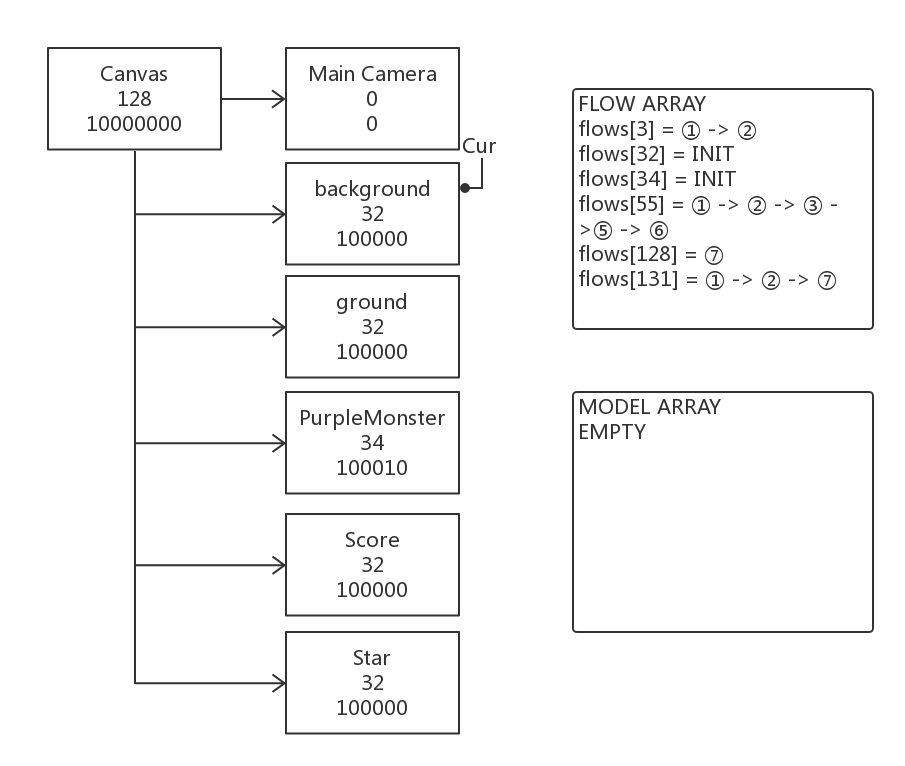 Canvas
128
10000000
Main Camera
0
0
Cur
background
32
100000
ground
32
100000
PurpleMonster
34
100010
Score
32
100000
Star
32
100000
FLOW ARRAY
flows[3] = ① -> ②
flows[32] = INIT
flows[34] = INIT
flows[55] = ① -> ② -> ③ -
>⑤ -> ⑥
flows[128] = ⑦
flows[131] = ① -> ② -> ⑦
MODEL ARRAY
EMPTY